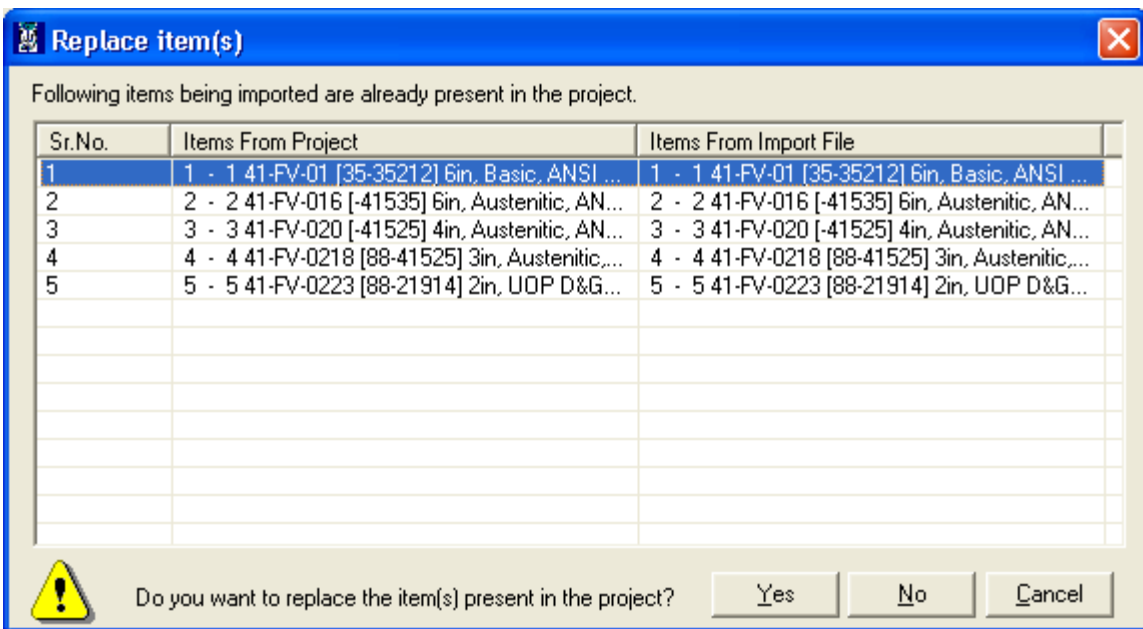 Replace item(s)
Following items being imported are already present in the project.
Sr.No. Items From Project Items From Import File
1 1 - 1 41-FV-01 [35-35212] 6in, Basic, ANSI ... 1 - 1 41-FV-01 [35-35212] 6in, Basic, ANSI ...
2 2 - 2 41-FV-016 [-41535] 6in, Austenitic, AN... 2 - 2 41-FV-016 [-41535] 6in, Austenitic, AN...
3 3 - 3 41-FV-020 [-41525] 4in, Austenitic, AN... 3 - 3 41-FV-020 [-41525] 4in, Austenitic, AN...
4 4 - 4 41-FV-0218 [88-41525] 3in, Austenitic,... 4 - 4 41-FV-0218 [88-41525] 3in, Austenitic,...
5 5 - 5 41-FV-0223 [88-21914] 2in, UOP D&G... 5 - 5 41-FV-0223 [88-21914] 2in, UOP D&G...
Do you want to replace the item(s) present in the project? Yes No Cancel